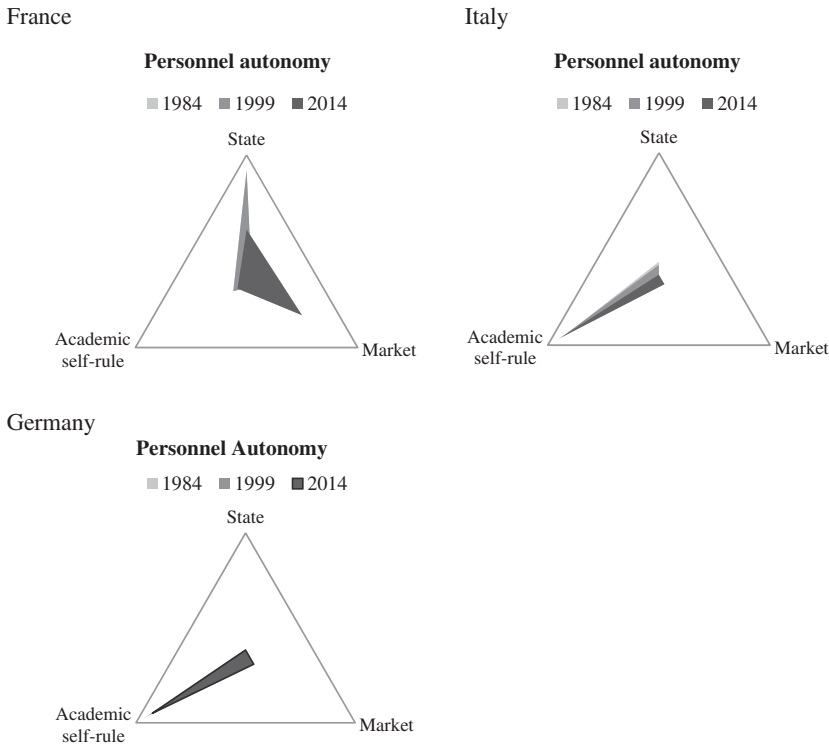 France
Personnel autonomy
1984 1999 2014
State
Academic
self-rule
Market
Italy
Personnel autonomy
1984 1999 2014
State
Academic
self-rule
Market
Germany
Personnel Autonomy
1984 1999 2014
State
Academic
self-rule
Market